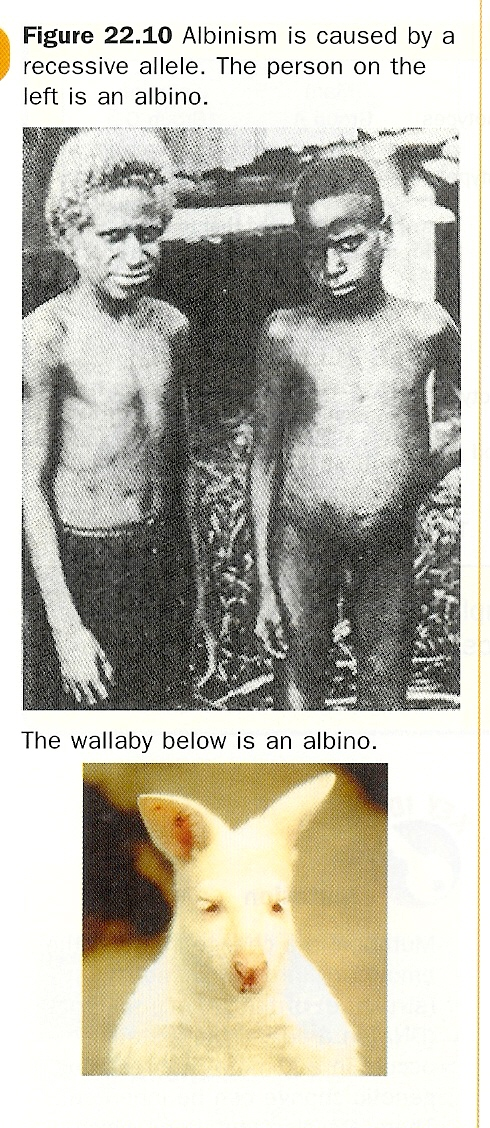 Figure 22.10 Albinism is caused by a
recessive allele. The person on the
left is an albino.
The wallaby below is an albino.